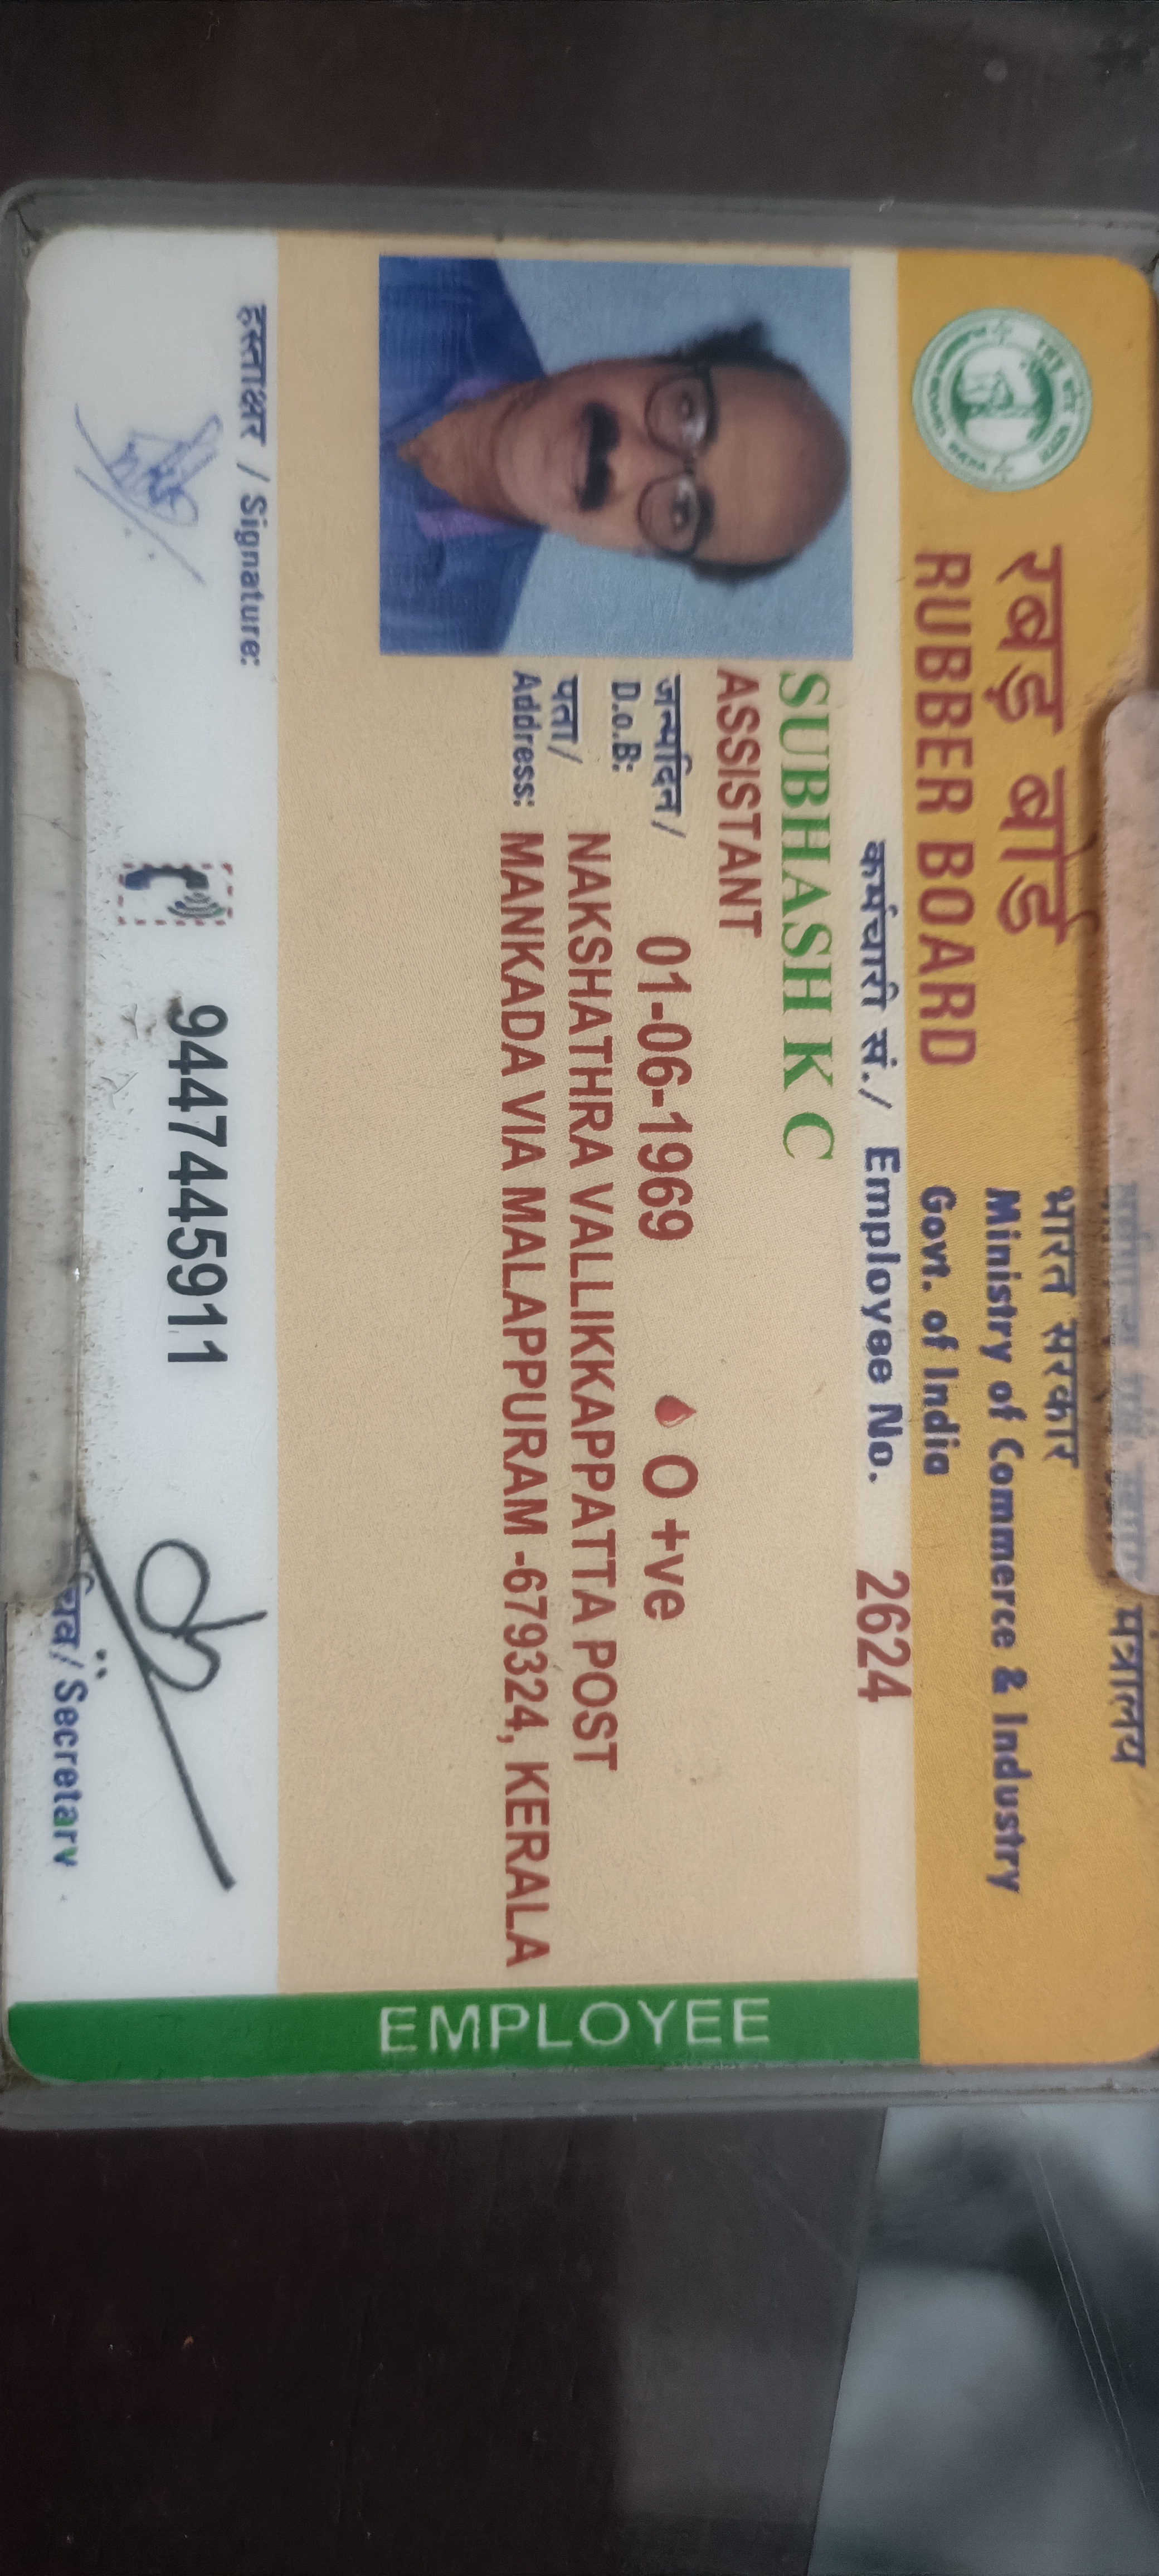 रबड़ बोर्ड
RUBBER BOARD
मंत्रालय
भारत सरकार
Ministry of Commerce & Industry
Govt. of India
कर्मचारी सं./ Employee No. 2624
SUBHASH K C
ASSISTANT
जन्मदिन/
D.o.B: 01-06-1969 O +ve
पता/
Address: NAKSHATHRA VALLIKKAPPATTA POST
MANKADA VIA MALAPPURAM -679324, KERALA
EMPLOYEE
हस्ताक्षर / Signature:
9447445911
/ Secretary